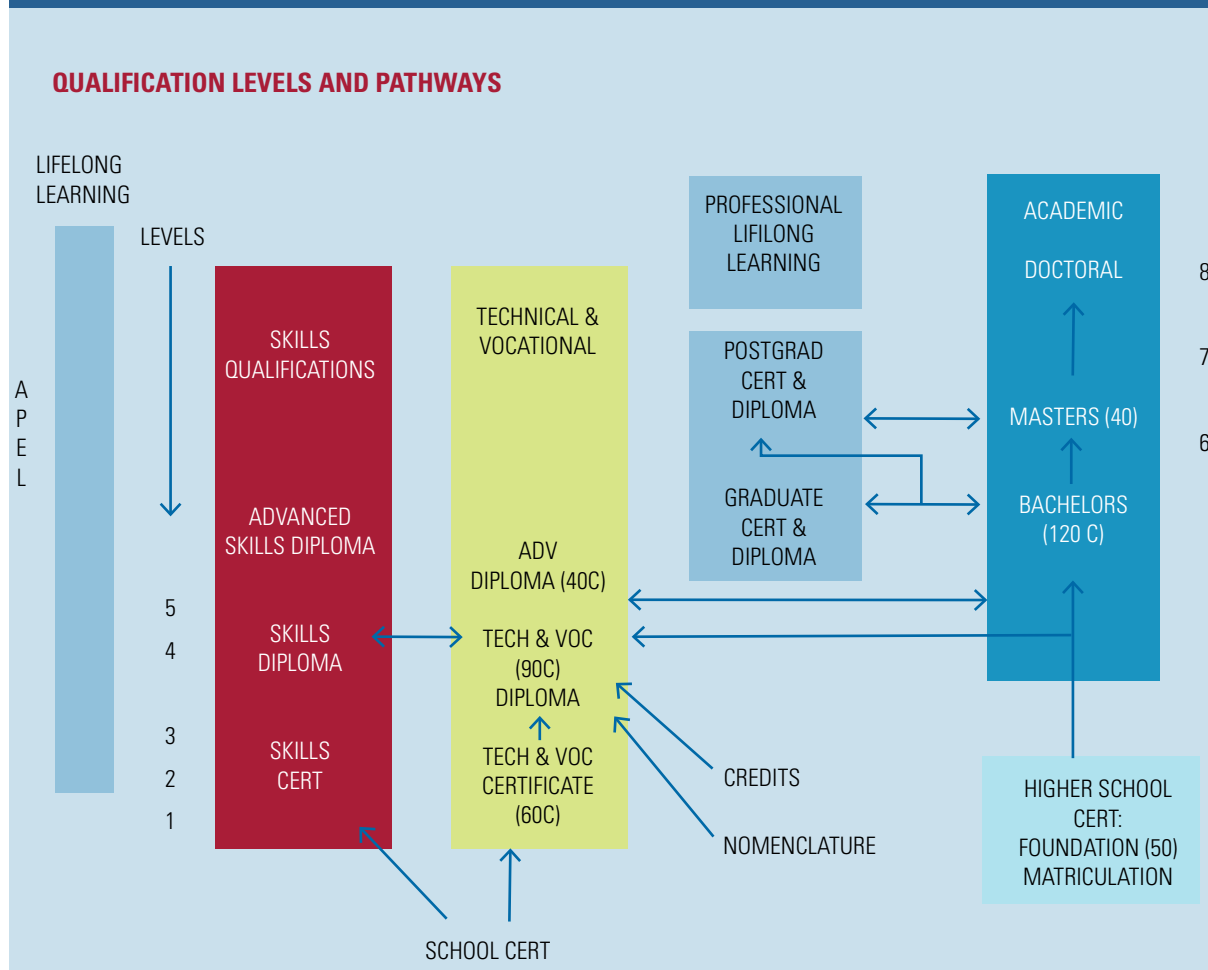 QUALIFICATION LEVELS AND PATHWAYS
LIFELONG
LEARNING
A
P
E
L
LEVELS
5
4
3
2
1
SKILLS
QUALIFICATIONS
ADVANCED
SKILLS DIPLOMA
SKILLS
DIPLOMA
SKILLS
CERT
TECHNICAL &
VOCATIONAL
ADV
DIPLOMA (40C)
TECH & VOC
(90C)
DIPLOMA
TECH & VOC
CERTIFICATE
(60C)
SCHOOL CERT
CREDITS
NOMENCLATURE
PROFESSIONAL
LIFILONG
LEARNING
POSTGRAD
CERT &
DIPLOMA
GRADUATE
CERT &
DIPLOMA
ACADEMIC
DOCTORAL
MASTERS (40)
BACHELORS
(120 C)
8
7
6
HIGHER SCHOOL
CERT:
FOUNDATION (50)
MATRICULATION